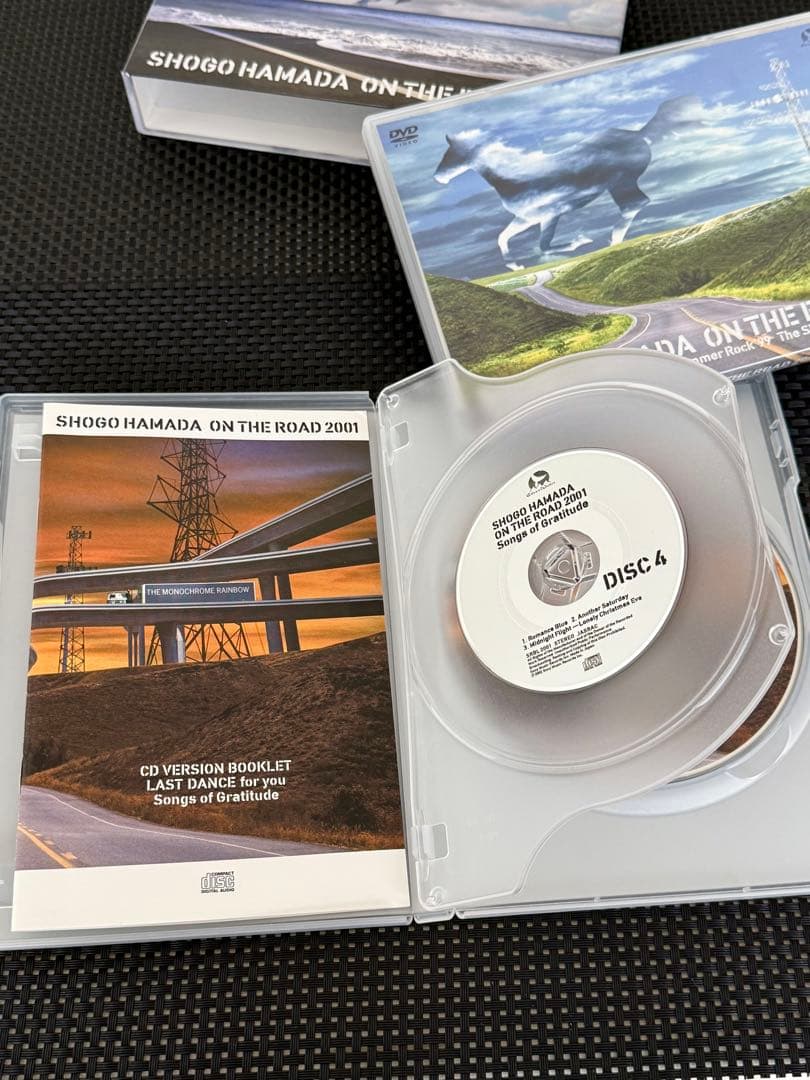 SHOGO HAMADA ON THE
DVD
VIDEO
ADA ON THE
mmer Rock 99 The S
SHOGO HAMADA ON THE ROAD 2001
THE MONOCHROME RAINBOW
CD VERSION BOOKLET
LAST DANCE for you
Songs of Gratitude
COMPACT
disc
DIGITAL AUDIO
SHOGO HAMADA
ON THE ROAD 2001
Songs of Gratitude
DISC 4
1. Romance Blue 2. Another Saturday
3. Midnight Flight —Lonely Christmas Eve
SRBL 2001 STEREO JASRAC